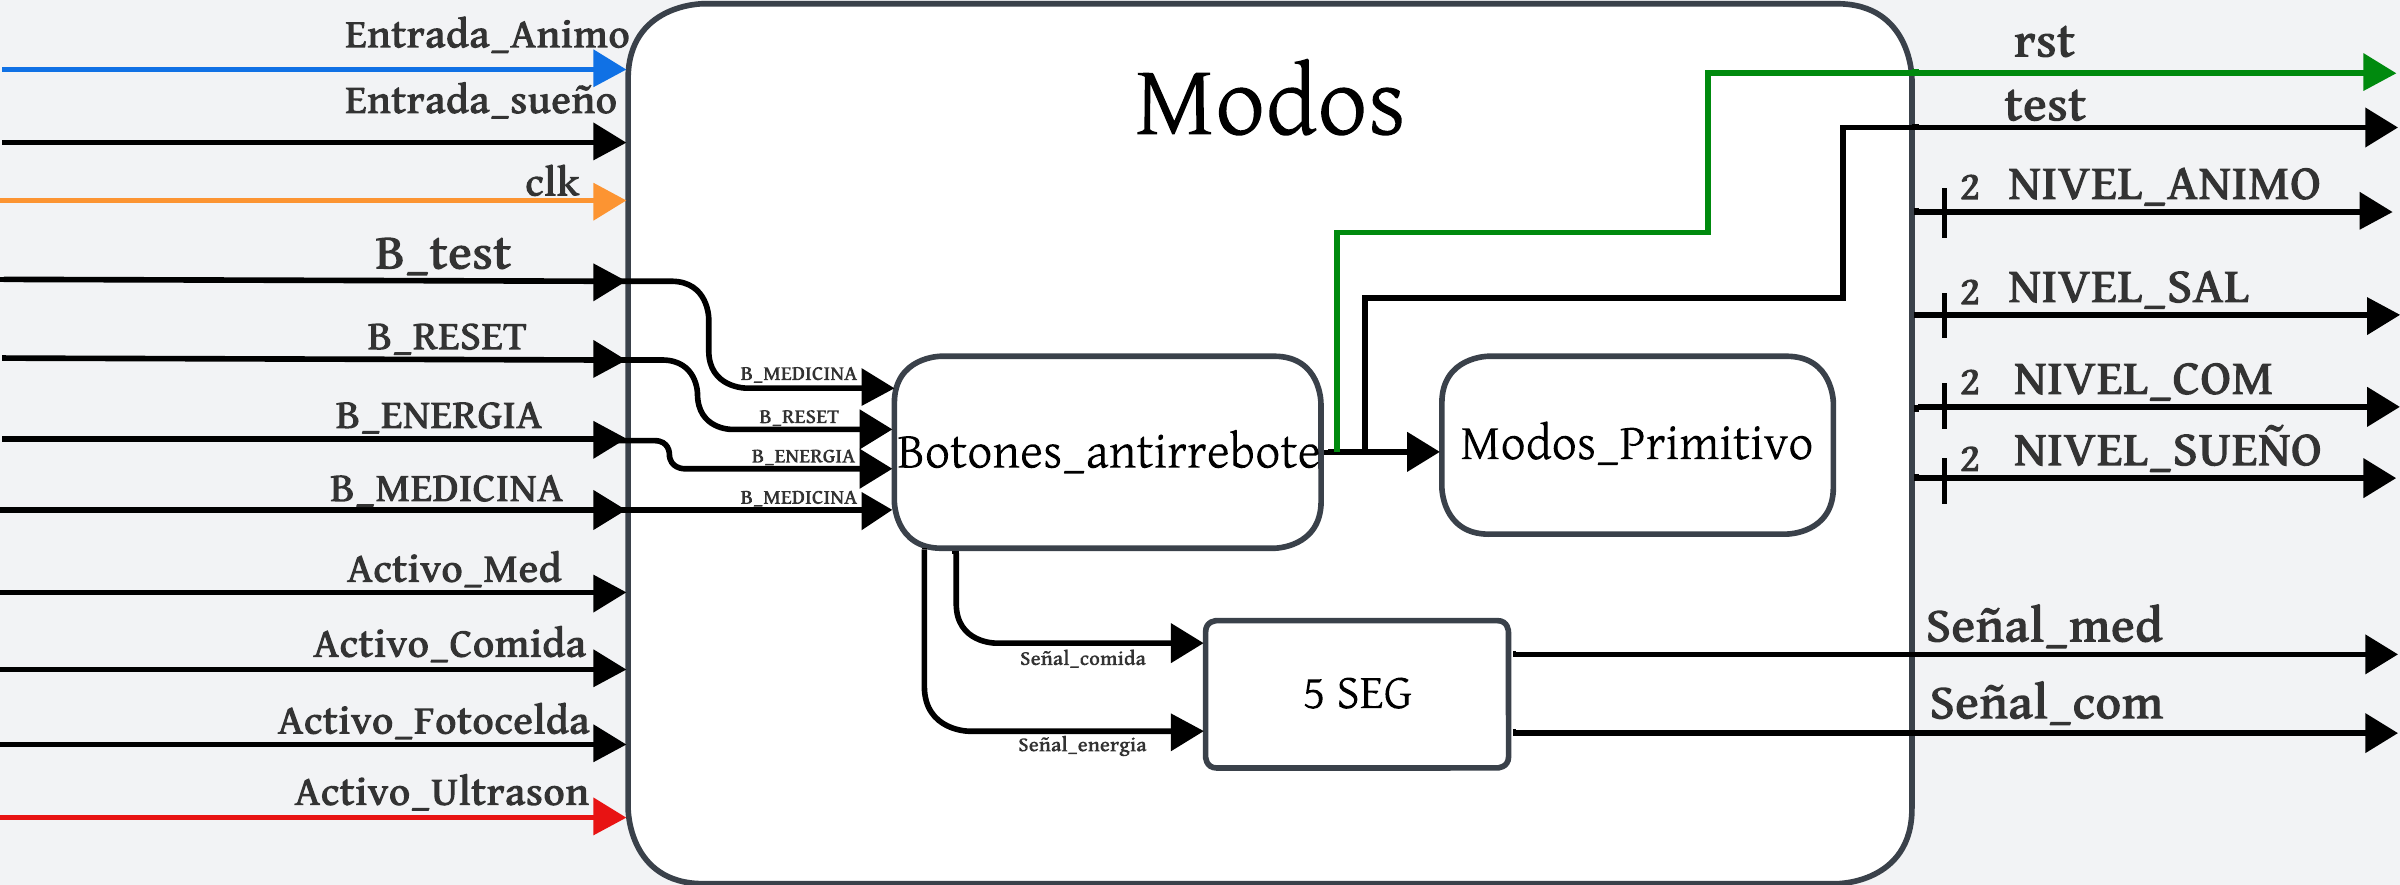 Entrada_Animo
Entrada_sueño
clk
B_test
B_RESET
B_ENERGIA
B_MEDICINA
Activo_Med
Activo_Comida
Activo_Fotocelda
Activo_Ultrason
Modos
B_MEDICINA
B_RESET
B_ENERGIA
B_MEDICINA
Botones_antirrebote
Modos_Primitivo
Señal_comida
Señal_energia
5 SEG
rst
test
2 NIVEL_ANIMO
2 NIVEL_SAL
2 NIVEL_COM
2 NIVEL_SUEÑO
Señal_med
Señal_com